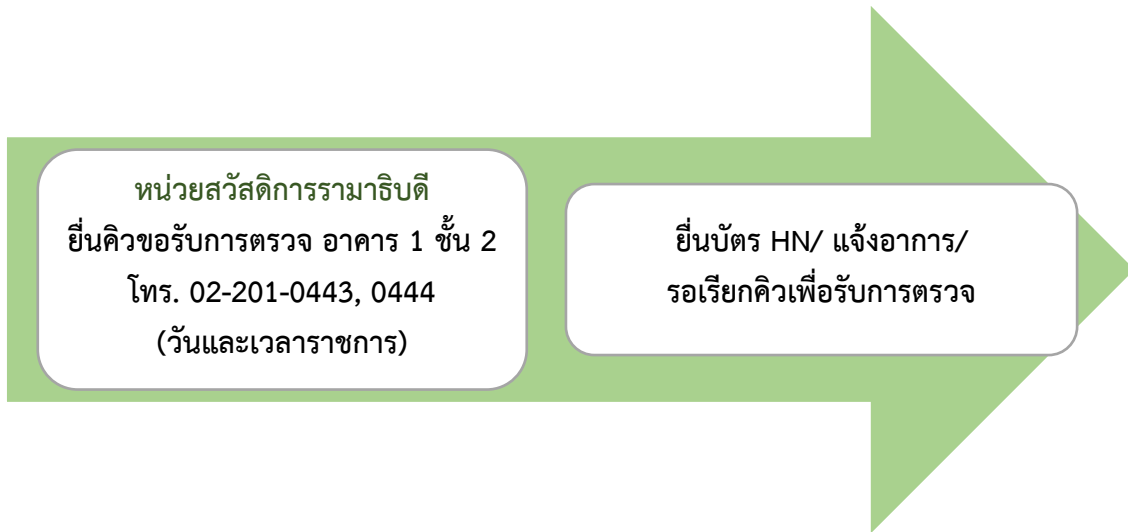 หน่วยสวัสดิการรามาธิบดี
ยื่นคิวขอรับการตรวจ อาคาร 1 ชั้น 2
โทร. 02-201-0443, 0444
(วันและเวลาราชการ)
ยื่นบัตร HN/ แจ้งอาการ/
รอเรียกคิวเพื่อรับการตรวจ